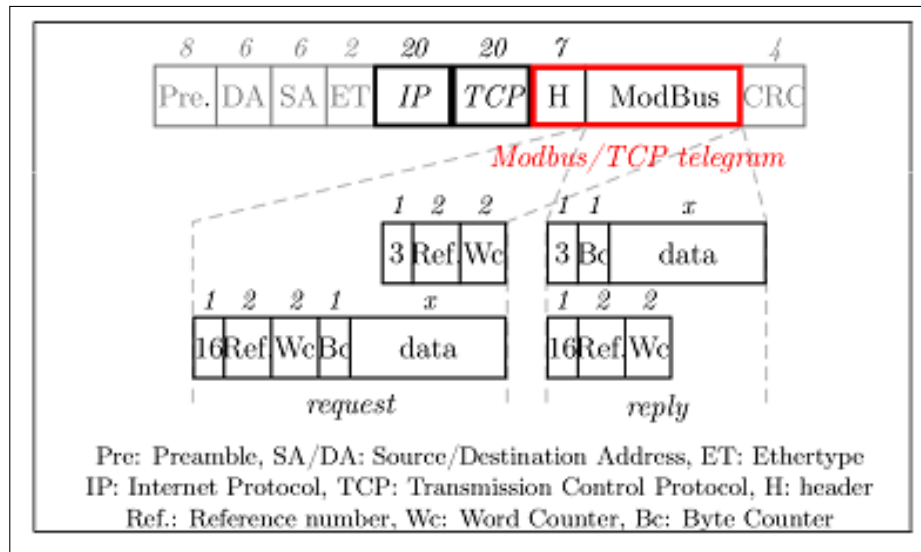 8 6 6 2 20 20 7 4
Pre. DA SA ET IP TCP H ModBus CRC
Modbus/TCP telegram
1 2 2 1 1 x
3 Ref. Wc 3 Bc data
1 2 2 1 x 1 2 2
16 Ref. Wc Bc data 16 Ref. Wc
request reply
Pre: Preamble, SA/DA: Source/Destination Address, ET: Ethertype
IP: Internet Protocol, TCP: Transmission Control Protocol, H: header
Ref.: Reference number, Wc: Word Counter, Bc: Byte Counter